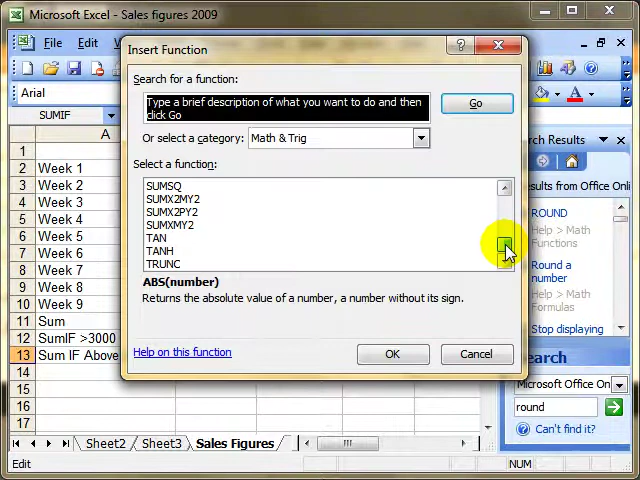 Microsoft Excel - Sales figures 2009
File Edit
Arial
SUMIF
A
1
2 Week 1
3 Week 2
4 Week 3
5 Week 4
6 Week 5
7 Week 6
8 Week 7
9 Week 8
10 Week 9
11 Sum
12 SumIF >3000
13 Sum IF Above
14
15
16
17
Sheet2 Sheet3 Sales Figures
Edit
NUM
Insert Function
Search for a function:
Type a brief description of what you want to do and then
click Go
Go
Or select a category: Math & Trig
Select a function:
SUMSQ
SUMX2MY2
SUMX2PY2
SUMXMY2
TAN
TANH
TRUNC
ABS(number)
Returns the absolute value of a number, a number without its sign.
Help on this function
OK
Cancel
rch Results
esults from Office Onli
ROUND
Help > Math
Functions
Round a
number
Help > Math
Formulas
Stop displaying
earch
Microsoft Office On
round
Can't find it?